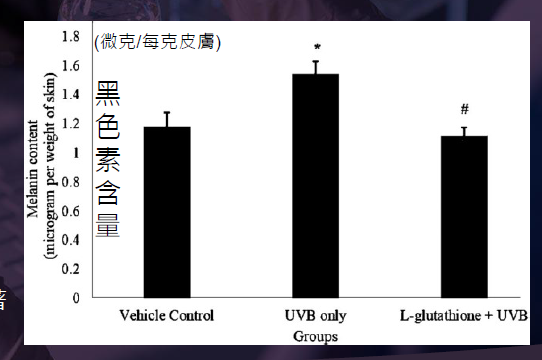 (微克/每克皮膚)
黑色素含量
Melanin content
(microgram per weight of skin)
1.8
1.6
1.4
1.2
1
0.8
0.6
0.4
0.2
0
*
#
Vehicle Control
UVB only
L-glutathione + UVB
Groups